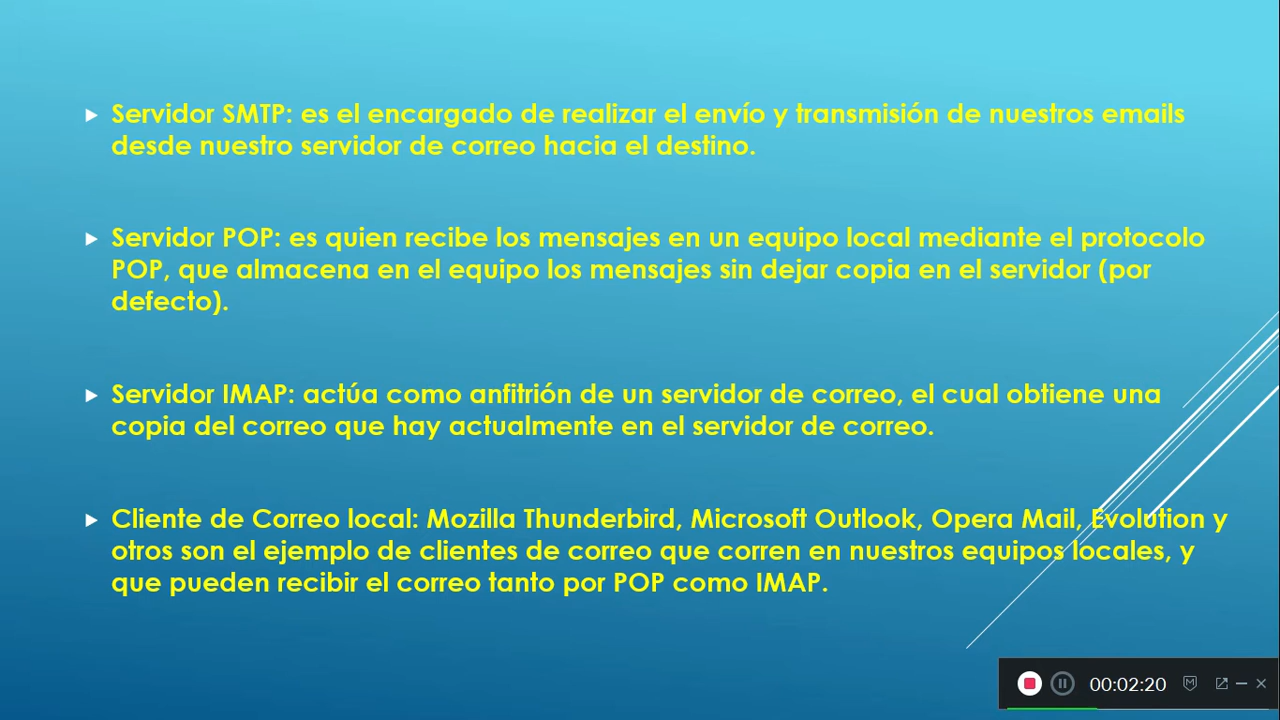 Servidor SMTP: es el encargado de realizar el envío y transmisión de nuestros emails
desde nuestro servidor de correo hacia el destino.
Servidor POP: es quien recibe los mensajes en un equipo local mediante el protocolo
POP, que almacena en el equipo los mensajes sin dejar copia en el servidor (por
defecto).
Servidor IMAP: actúa como anfitrión de un servidor de correo, el cual obtiene una
copia del correo que hay actualmente en el servidor de correo.
Cliente de Correo local: Mozilla Thunderbird, Microsoft Outlook, Opera Mail, Evolution y
otros son el ejemplo de clientes de correo que corren en nuestros equipos locales, y
que pueden recibir el correo tanto por POP como IMAP.
00:02:20